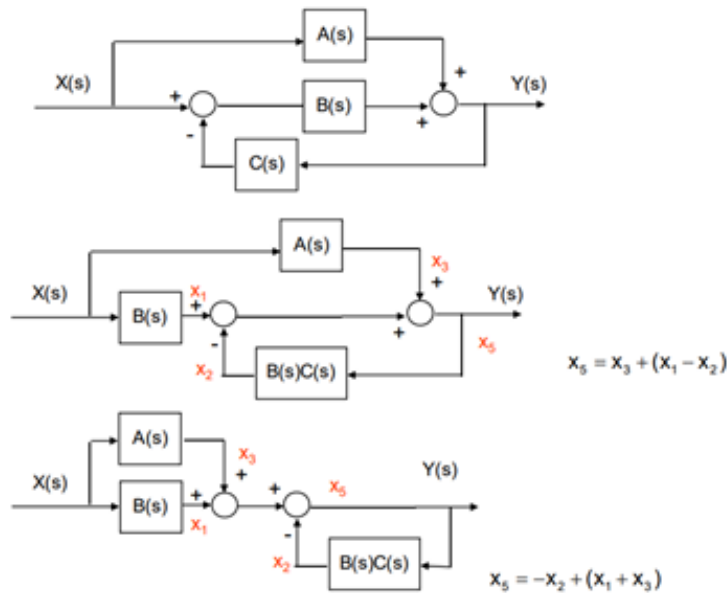 A(s)
+
X(s)
Y(s)
+
B(s)
+
-
C(s)
A(s)
x₃
+
X(s)
x₁
Y(s)
+
B(s)
+
-
x₅
x₂
B(s)C(s)
x₅ = x₃ + (x₁ − x₂)
A(s)
x₃
Y(s)
X(s)
+
+
+
x₅
B(s)
x₁
-
x₂
B(s)C(s)
x₅ = −x₂ + (x₁ + x₃)